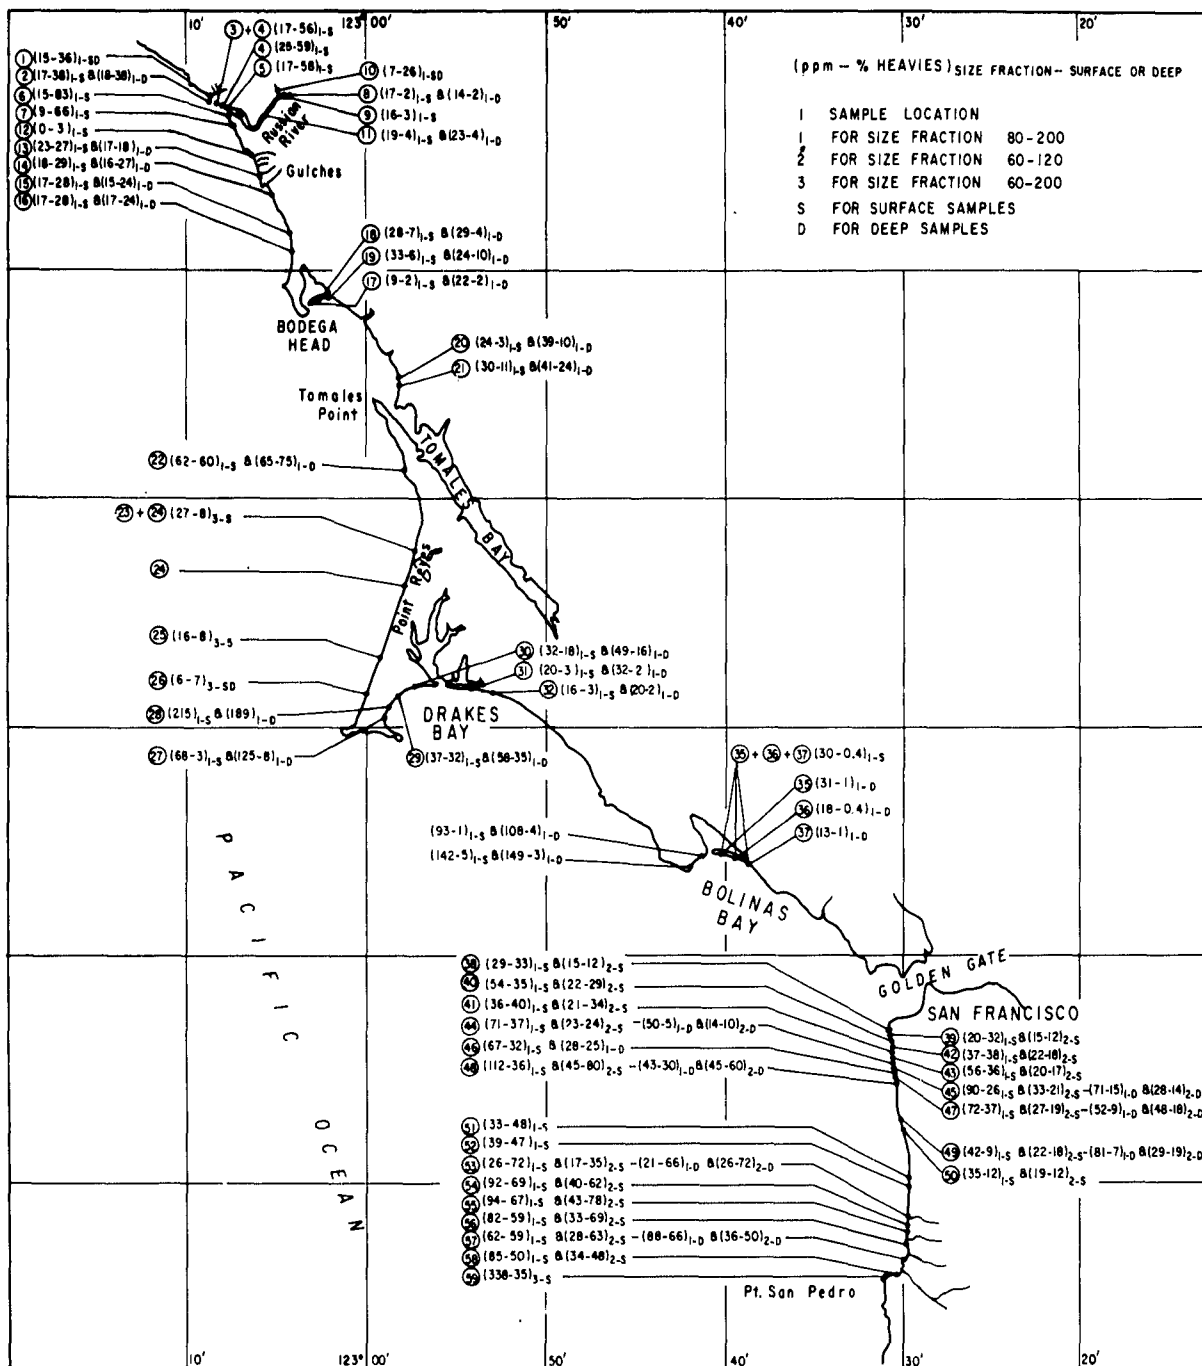 10' 123° 00' 50' 40' 30' 20'
(ppm - % HEAVIES) SIZE FRACTION - SURFACE OR DEEP
I SAMPLE LOCATION
1 FOR SIZE FRACTION 80-200
2 FOR SIZE FRACTION 60-120
3 FOR SIZE FRACTION 60-200
S FOR SURFACE SAMPLES
D FOR DEEP SAMPLES
3 + 4 (17-56)1-S
4 (25-59)1-S
5 (17-58)1-S
1 (15-36)1-SD
2 (17-38)1-S & (18-38)1-D
6 (15-83)1-S
7 (9-66)1-S
12 (0-3)1-S
13 (23-27)1-S & (17-18)1-D
14 (18-29)1-S & (16-27)1-D
15 (17-28)1-S & (15-24)1-D
16 (17-28)1-S & (17-24)1-D
10 (7-26)1-SD
8 (17-2)1-S & (14-2)1-D
9 (16-3)1-S
11 (19-4)1-S & (23-4)1-D
Russian River
Gulches
18 (28-7)1-S & (29-4)1-D
19 (33-6)1-S & (24-10)1-D
17 (9-2)1-S & (22-2)1-D
BODEGA HEAD
20 (24-3)1-S & (39-10)1-D
21 (30-11)1-S & (41-24)1-D
Tomales Point
TOMALES BAY
22 (62-60)1-S & (65-75)1-D
23 + 24 (27-8)3-S
24
Point Reyes
25 (16-8)3-S
26 (6-7)3-SD
28 (215)1-S & (189)1-D
27 (68-3)1-S & (125-8)1-D
30 (32-18)1-S & (49-16)1-D
31 (20-3)1-S & (32-2)1-D
32 (16-3)1-S & (20-2)1-D
DRAKES BAY
29 (37-32)1-S & (58-35)1-D
35 + 36 + 37 (30-0.4)1-S
35 (31-1)1-D
36 (18-0.4)1-D
37 (13-1)1-D
(93-1)1-S & (108-4)1-D
(142-5)1-S & (149-3)1-D
BOLINAS BAY
PACIFIC OCEAN
GOLDEN GATE
SAN FRANCISCO
38 (29-33)1-S & (15-12)2-S
40 (54-35)1-S & (22-29)2-S
41 (36-40)1-S & (21-34)2-S
44 (71-37)1-S & (23-24)2-S - (50-5)1-D & (14-10)2-D
46 (67-32)1-S & (28-25)1-D
48 (112-36)1-S & (45-80)2-S - (43-30)1-D & (45-60)2-D
39 (20-32)1-S & (15-12)2-S
42 (37-38)1-S & (22-18)2-S
43 (56-36)1-S & (20-17)2-S
45 (90-26)1-S & (33-21)2-S - (71-15)1-D & (28-14)2-D
47 (72-37)1-S & (27-19)2-S - (52-9)1-D & (48-18)2-D
49 (42-9)1-S & (22-18)2-S - (81-7)1-D & (29-19)2-D
50 (35-12)1-S & (19-12)2-S
51 (33-48)1-S
52 (39-47)1-S
53 (26-72)1-S & (17-35)2-S - (21-66)1-D & (26-72)2-D
54 (92-69)1-S & (40-62)2-S
55 (94-67)1-S & (43-78)2-S
56 (82-59)1-S & (33-69)2-S
57 (62-59)1-S & (28-63)2-S - (88-66)1-D & (36-50)2-D
58 (85-50)1-S & (34-48)2-S
59 (338-35)3-S
Pt. San Pedro
10' 123° 00' 50' 40' 30' 20'